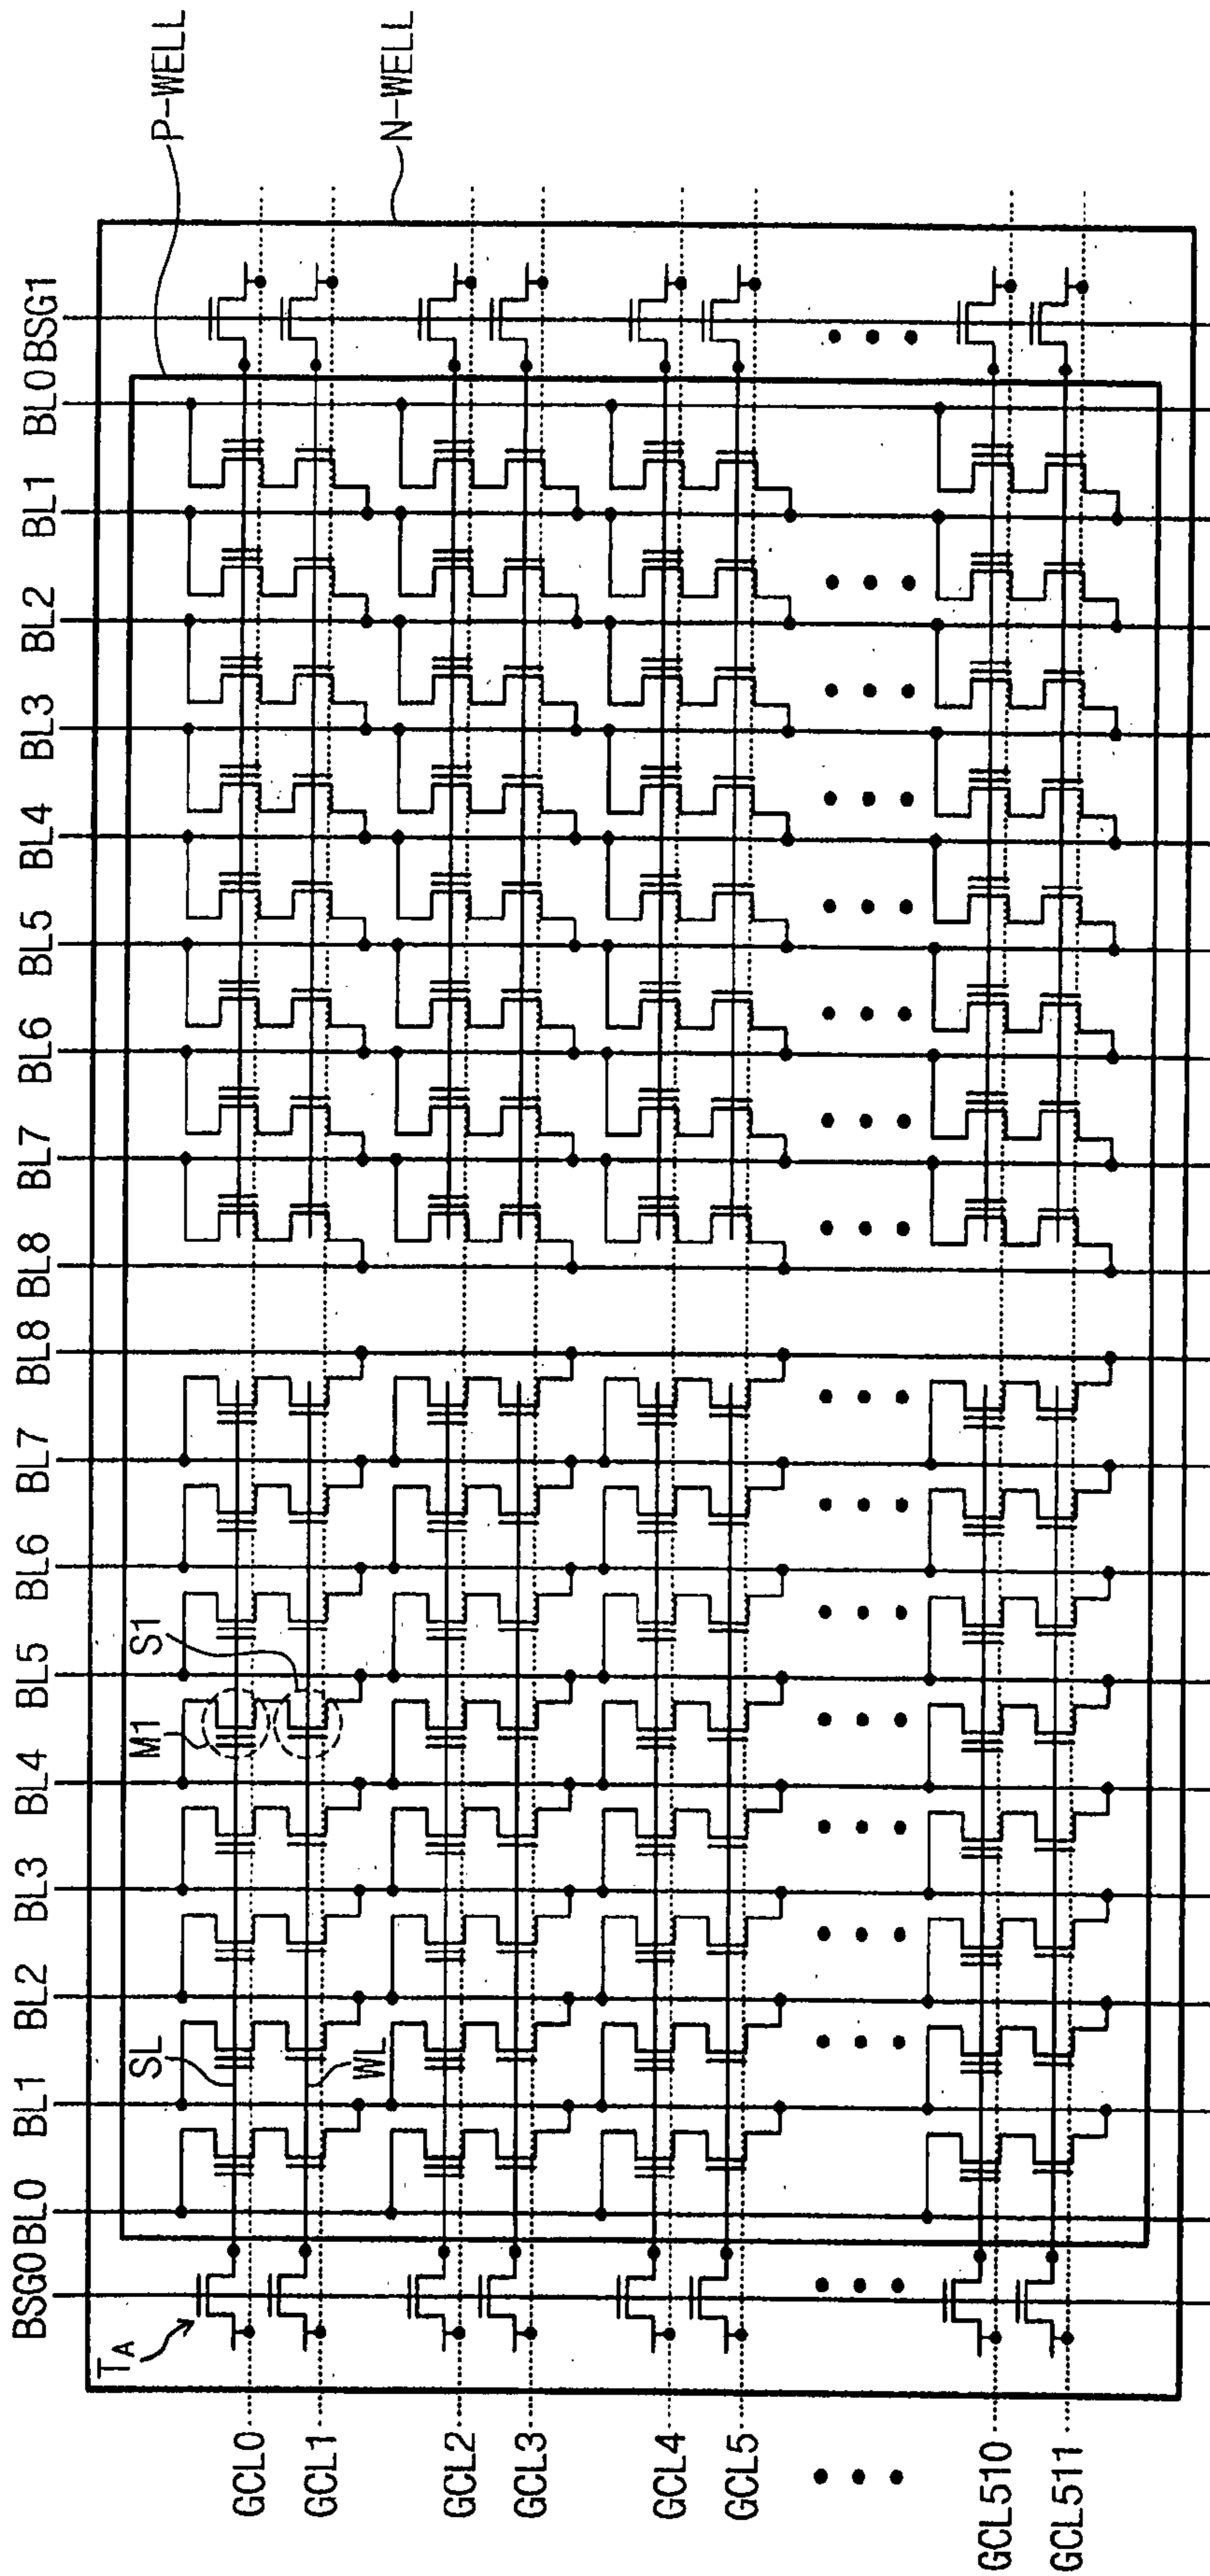 BSG0 BL0 BL1 BL2 BL3 BL4 BL5 BL6 BL7 BL8 BL8 BL7 BL6 BL5 BL4 BL3 BL2 BL1 BL0 BSG1
TA
SL
M1
S1
P-WELL
WL
N-WELL
GCL0
GCL1
GCL2
GCL3
GCL4
GCL5
GCL510
GCL511